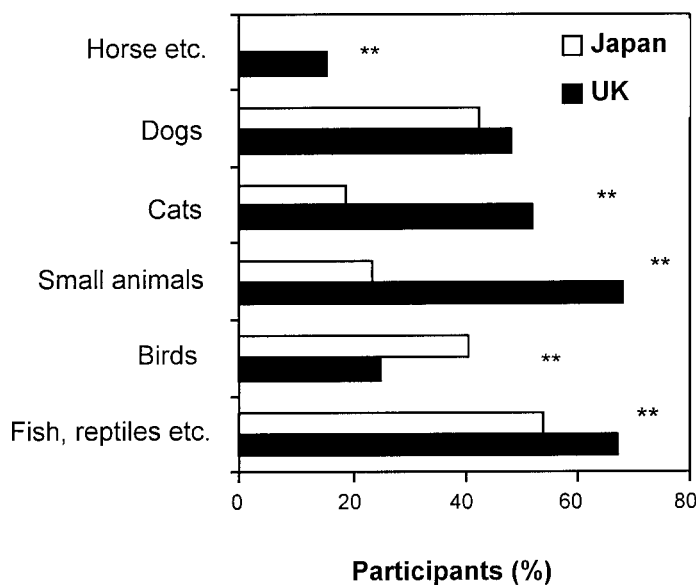 Horse etc.
**
Japan
UK
Dogs
Cats
**
Small animals
**
Birds
**
Fish, reptiles etc.
**
0
20
40
60
80
Participants (%)